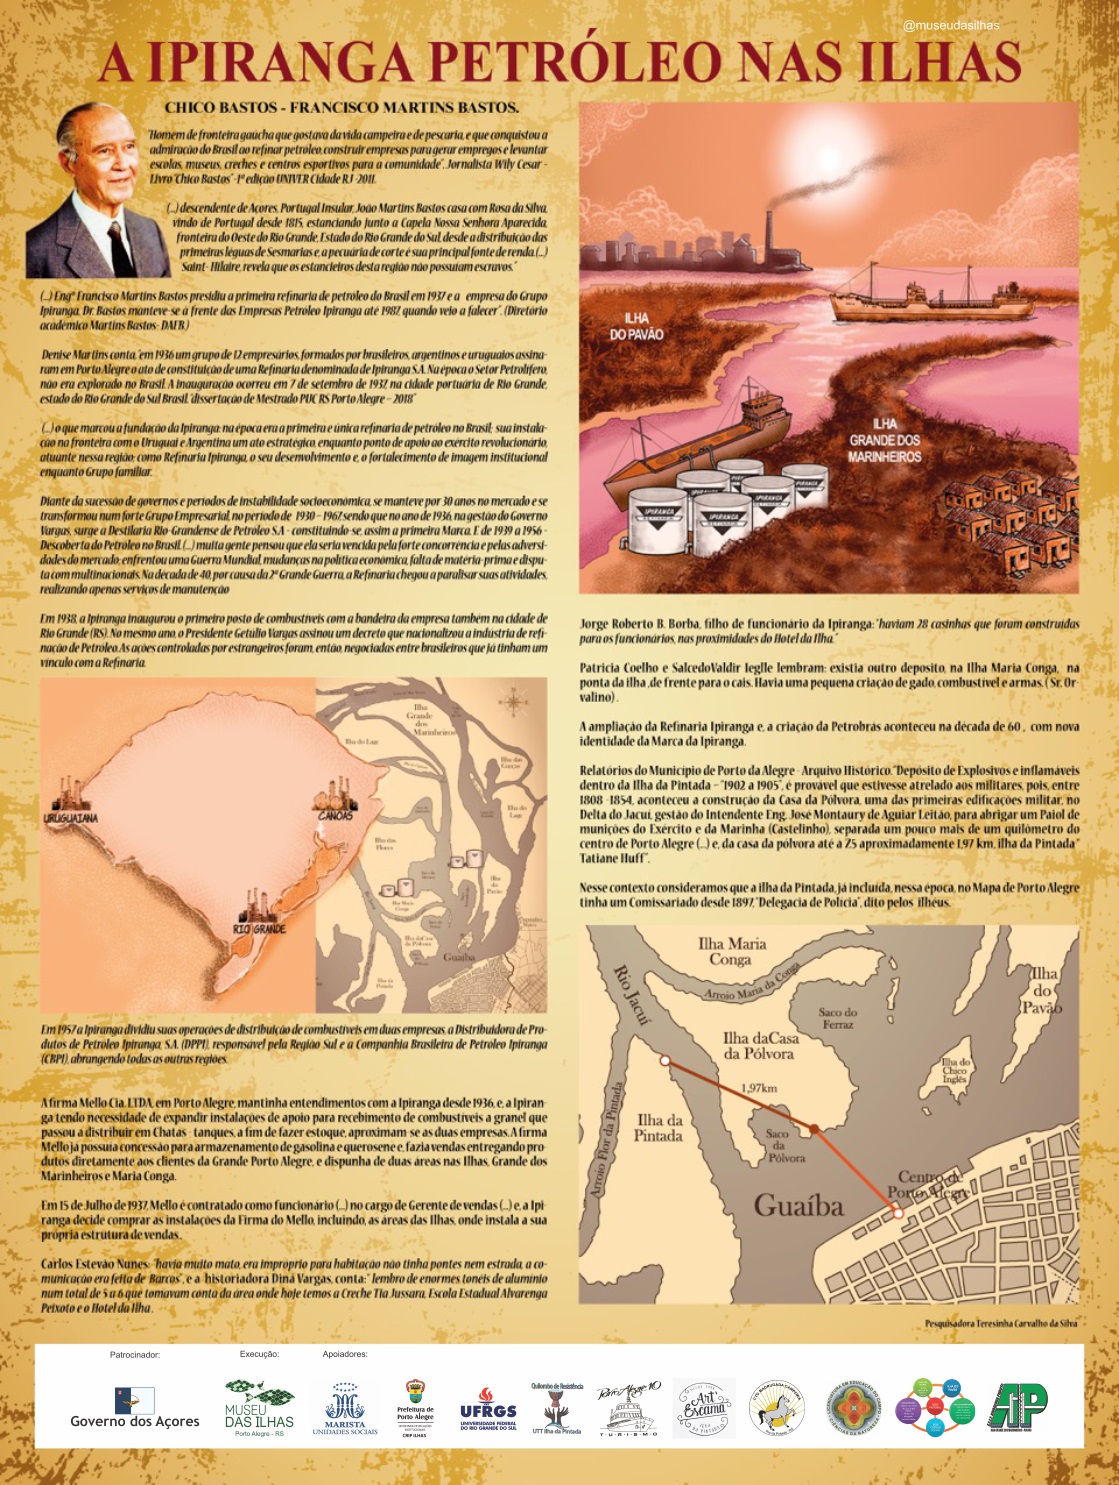 @museudasilhas
A IPIRANGA PETRÓLEO NAS ILHAS
CHICO BASTOS - FRANCISCO MARTINS BASTOS.
"Homem de fronteira gaúcha que gostava da vida campeira e de pescaria, e que conquistou a
admiração do Brasil ao refinar petróleo, construir empresas para gerar empregos e levantar
escolas, museus, creches e centros esportivos para a comunidade". Jornalista Wily Cesar -
Livro "Chico Bastos" -1ª edição UNIVER Cidade RJ -2011.
(...) descendente de Açores, Portugal Insular, João Martins Bastos casa com Rosa da Silva,
vindo de Portugal desde 1815, estanciando junto a Capela Nossa Senhora Aparecida,
fronteira do Oeste do Rio Grande, Estado do Rio Grande do Sul, desde a distribuição das
primeiras léguas de Sesmarias e, a pecuária de corte é sua principal fonte de renda.(...)
Saint- Hilaire, revela que os estancieiros desta região não possuíam escravos."
(...) Engº Francisco Martins Bastos presidiu a primeira refinaria de petróleo do Brasil em 1937 e a empresa do Grupo
Ipiranga. Dr. Bastos manteve-se à frente das Empresas Petróleo Ipiranga até 1987, quando veio a falecer". (Diretório
acadêmico Martins Bastos- DAFB.)
Denise Martins conta, "em 1936 um grupo de 12 empresários, formados por brasileiros, argentinos e uruguaios assina-
ram em Porto Alegre o ato de constituição de uma Refinaria denominada de Ipiranga S.A. Na época o Setor Petrolífero,
não era explorado no Brasil. A inauguração ocorreu em 7 de setembro de 1937, na cidade portuária de Rio Grande,
estado do Rio Grande do Sul Brasil. "dissertação de Mestrado PUC RS Porto Alegre – 2018"
(...) o que marcou a fundação da Ipiranga: na época era a primeira e única refinaria de petróleo no Brasil; sua instala-
ção na fronteira com o Uruguai e Argentina um ato estratégico, enquanto ponto de apoio ao exército revolucionário,
atuante nessa região; como Refinaria Ipiranga, o seu desenvolvimento e, o fortalecimento de imagem institucional
enquanto Grupo familiar.
Diante da sucessão de governos e períodos de instabilidade socioeconômica, se manteve por 30 anos no mercado e se
transformou num forte Grupo Empresarial, no período de 1930 – 1967, sendo que no ano de 1936, na gestão do Governo
Vargas, surge a Destilaria Rio-Grandense de Petróleo S.A - constituindo-se, assim a primeira Marca. E de 1939 a 1956 -
Descoberta do Petróleo no Brasil. (...) muita gente pensou que ela seria vencida pela forte concorrência e pelas adversi-
dades do mercado; enfrentou uma Guerra Mundial, mudanças na política econômica, falta de matéria-prima e dispu-
ta com multinacionais. Na década de 40, por causa da 2ª Grande Guerra, a Refinaria chegou a paralisar suas atividades,
realizando apenas serviços de manutenção
Em 1938, a Ipiranga inaugurou o primeiro posto de combustíveis com a bandeira da empresa também na cidade de
Rio Grande (RS). No mesmo ano, o Presidente Getúlio Vargas assinou um decreto que nacionalizou a indústria de refi-
nação de Petróleo. As ações controladas por estrangeiros foram, então, negociadas entre brasileiros que já tinham um
vínculo com a Refinaria.
URUGUAIANA
CANOAS
RIO GRANDE
Ilha
Grande
dos
Marinheiros
Ilha do Lage
Ilha das
Garças
Ilha do
Lage
Ilha das
Flores
Ilha
do
Pavão
Ilha Maria
Conga
Ilha da Casa
da Pólvora
Guaíba
Ilha da
Pintada
Em 1957 a Ipiranga dividiu suas operações de distribuição de combustíveis em duas empresas, a Distribuidora de Pro-
dutos de Petróleo Ipiranga, S.A. (DPPI), responsável pela Região Sul e a Companhia Brasileira de Petróleo Ipiranga
(CBPI), abrangendo todas as outras regiões.
A firma Mello Cia. LTDA, em Porto Alegre, mantinha entendimentos com a Ipiranga desde 1936, e, a Ipiran-
ga tendo necessidade de expandir instalações de apoio para recebimento de combustíveis a granel que
passou a distribuir em Chatas - tanques, a fim de fazer estoque, aproximam-se as duas empresas. A firma
Mello já possuía concessão para armazenamento de gasolina e querosene e, fazia vendas entregando pro-
dutos diretamente aos clientes da Grande Porto Alegre, e dispunha de duas áreas nas Ilhas, Grande dos
Marinheiros e Maria Conga.
Em 15 de Julho de 1937, Mello é contratado como funcionário (...) no cargo de Gerente de vendas (...) e, a Ipi-
ranga decide comprar as instalações da Firma do Mello, incluindo, as áreas das Ilhas, onde instala a sua
própria estrutura de vendas.
Carlos Estevão Nunes: "havia muito mato, era impróprio para habitação não tinha pontes nem estrada, a co-
municação era feita de Barcos", e a historiadora Diná Vargas, conta:" lembro de enormes tonéis de alumínio
num total de 5 a 6 que tomavam conta da área onde hoje temos a Creche Tia Jussara, Escola Estadual Alvarenga
Peixoto e o Hotel da Ilha.
ILHA
DO PAVÃO
ILHA
GRANDE DOS
MARINHEIROS
IPIRANGA
IPIRANGA
IPIRANGA
IPIRANGA
IPIRANGA
Jorge Roberto B. Borba, filho de funcionário da Ipiranga: "haviam 28 casinhas que foram construídas
para os funcionários, nas proximidades do Hotel da Ilha."
Patricia Coelho e SalcedoValdir Ieglle lembram: existia outro deposito, na Ilha Maria Conga, na
ponta da ilha ,de frente para o cais. Havia uma pequena criação de gado, combustível e armas. ( Sr. Or-
valino) .
A ampliação da Refinaria Ipiranga e, a criação da Petrobrás aconteceu na década de 60 , com nova
identidade da Marca da Ipiranga.
Relatórios do Município de Porto da Alegre - Arquivo Histórico. "Depósito de Explosivos e inflamáveis
dentro da Ilha da Pintada - "1902 a 1905", é provável que estivesse atrelado aos militares, pois, entre
1808 -1854, aconteceu a construção da Casa da Pólvora, uma das primeiras edificações militar, no
Delta do Jacuí, gestão do Intendente Eng. José Montaury de Aguiar Leitão, para abrigar um Paiol de
munições do Exército e da Marinha (Castelinho), separada um pouco mais de um quilômetro do
centro de Porto Alegre (...) e, da casa da pólvora até a Z5 aproximadamente 1,97 km, ilha da Pintada"
Tatiane Huff".
Nesse contexto consideramos que a ilha da Pintada, já incluída, nessa época, no Mapa de Porto Alegre
tinha um Comissariado desde 1897, "Delegacia de Polícia", dito pelos ilhéus.
Ilha Maria
Conga
Rio Jacuí
Arroio Maria da Conga
Saco do
Ferraz
Ilha
do
Pavão
Ilha daCasa
da Pólvora
Ilha do
Chico
Inglês
1,97km
Arroio Flor da Pintada
Ilha da
Pintada
Saco
da
Pólvora
Guaíba
Centro de
Porto Alegre
Pesquisadora Teresinha Carvalho da Silva
Patrocinador:
Execução:
Apoiadores:
Governo dos Açores
MUSEU
DAS ILHAS
Porto Alegre - RS
MARISTA
UNIDADES SOCIAIS
Prefeitura de
Porto Alegre
CRIP ILHAS
UFRGS
UNIVERSIDADE FEDERAL
DO RIO GRANDE DO SUL
Quilombo de Resistência
UTT Ilha da Pintada
Porto Alegre 10
TURISMO
Art
Escama